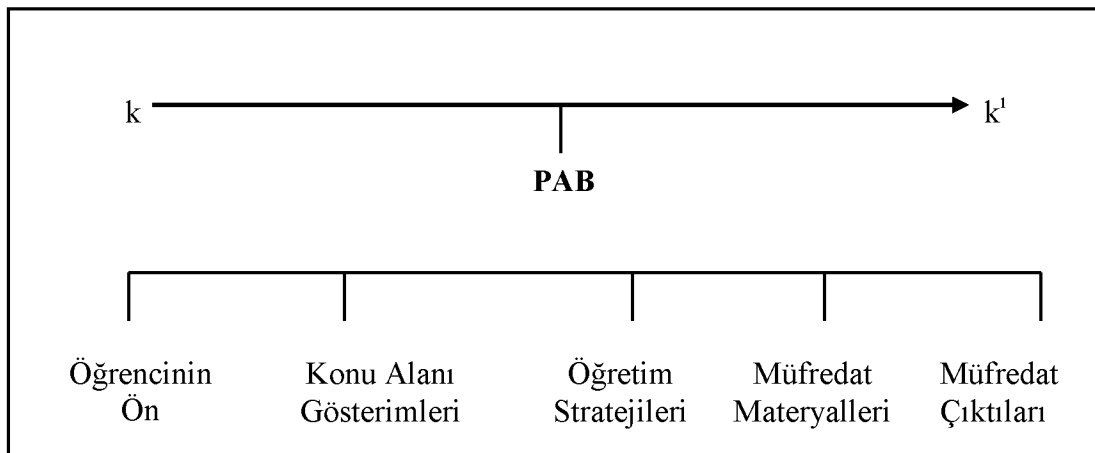 k k¹
PAB
Öğrencinin Konu Alanı Öğretim Müfredat Müfredat
Ön Gösterimleri Stratejileri Materyalleri Çıktıları